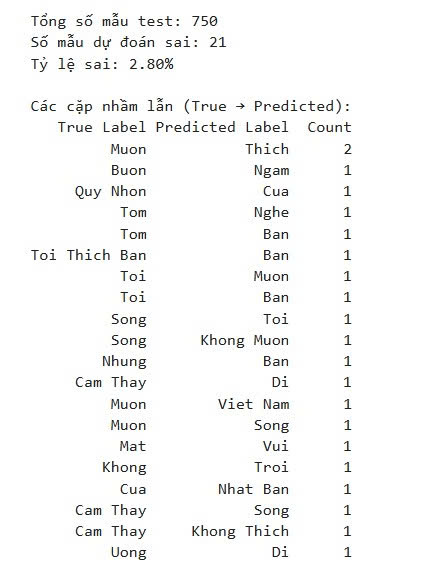 Tổng số mẫu test: 750
Số mẫu dự đoán sai: 21
Tỷ lệ sai: 2.80%
Các cặp nhầm lẫn (True → Predicted):
True Label Predicted Label Count
Muon Thich 2
Buon Ngam 1
Quy Nhon Cua 1
Tom Nghe 1
Tom Ban 1
Toi Thich Ban Ban 1
Toi Muon 1
Toi Ban 1
Song Toi 1
Song Khong Muon 1
Nhung Ban 1
Cam Thay Di 1
Muon Viet Nam 1
Muon Song 1
Mat Vui 1
Khong Troi 1
Cua Nhat Ban 1
Cam Thay Song 1
Cam Thay Khong Thich 1
Uong Di 1